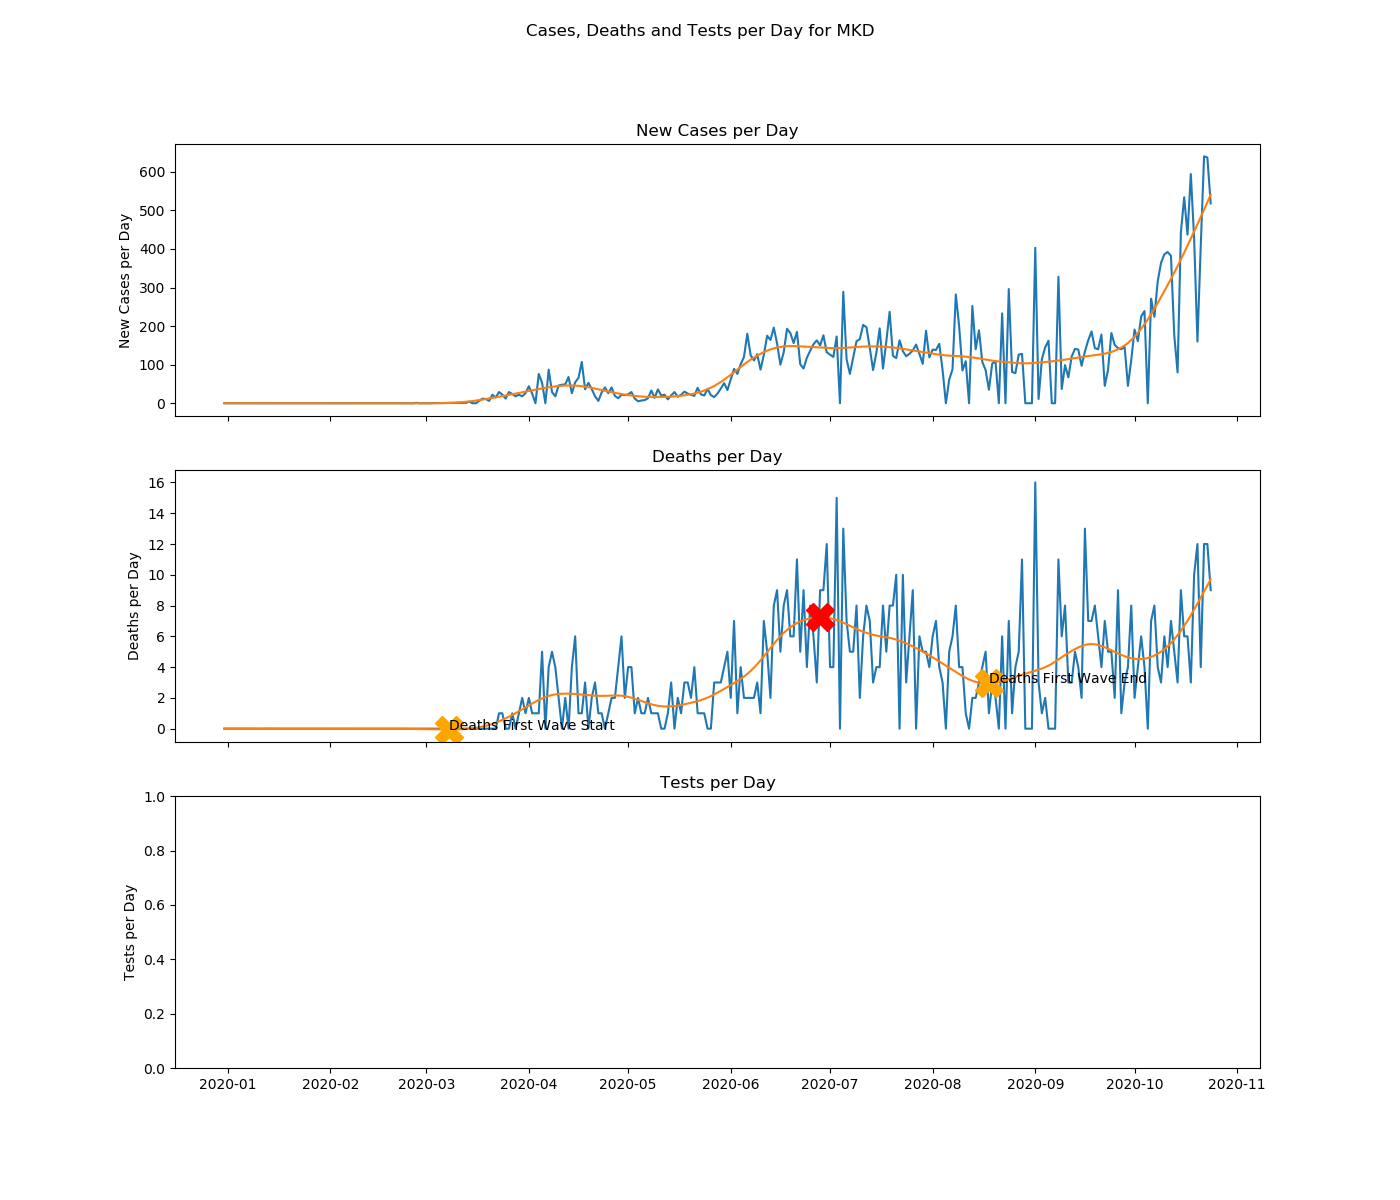 Cases, Deaths and Tests per Day for MKD
New Cases per Day
New Cases per Day
600
500
400
300
200
100
0
Deaths per Day
Deaths per Day
16
14
12
10
8
6
4
2
0
Deaths First Wave End
Deaths First Wave Start
Tests per Day
Tests per Day
1.0
0.8
0.6
0.4
0.2
0.0
2020-01 2020-02 2020-03 2020-04 2020-05 2020-06 2020-07 2020-08 2020-09 2020-10 2020-11